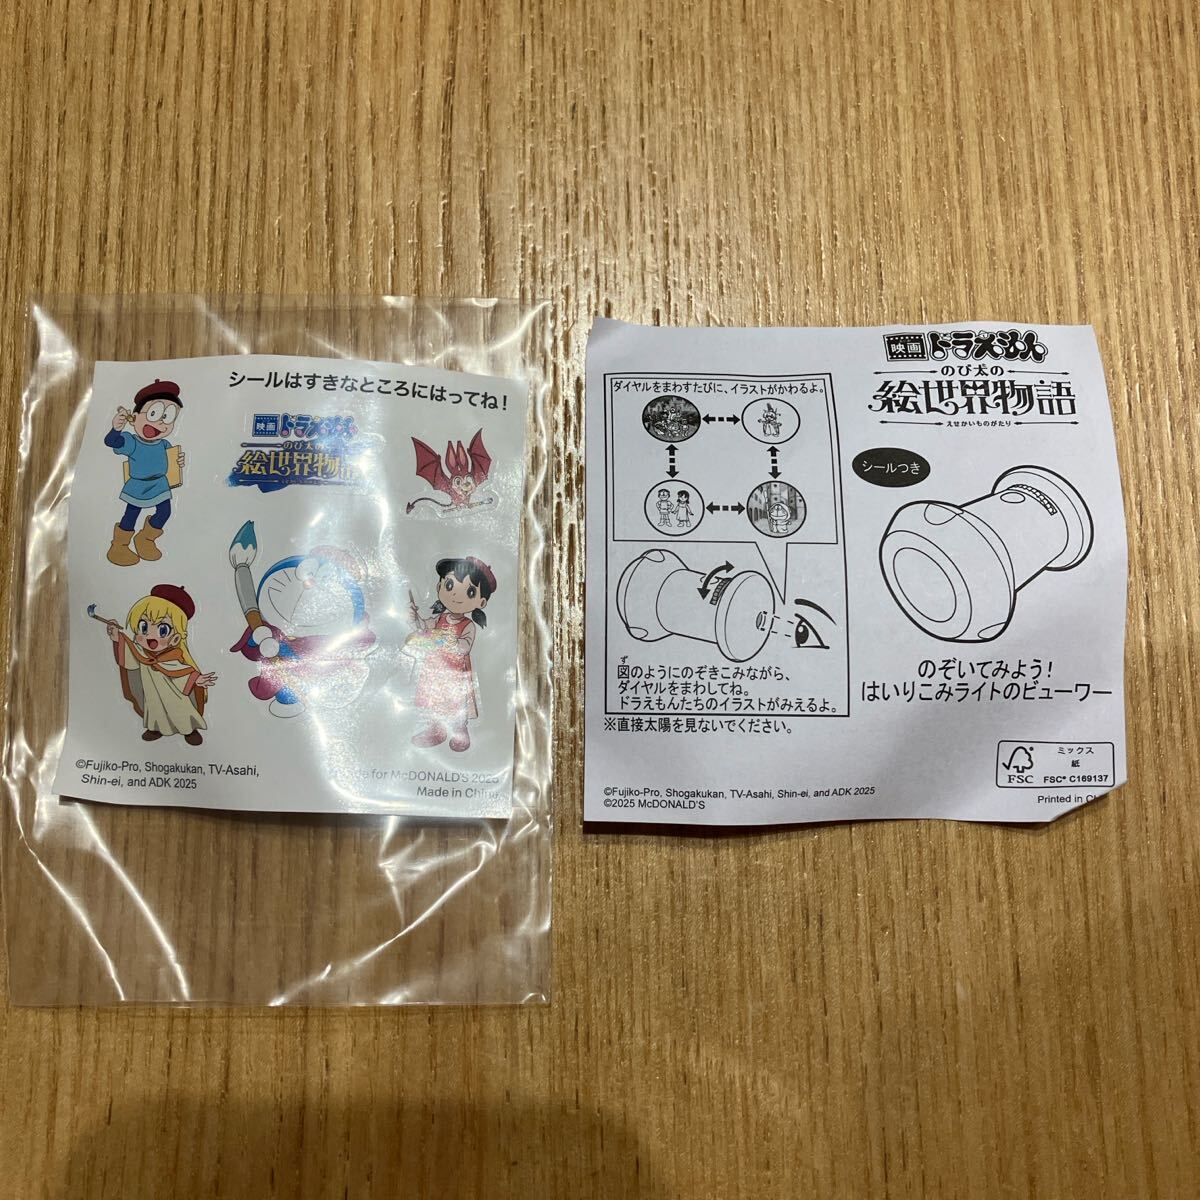 シールはすきなところにはってね!
映画ドラえもん
のび太の
絵世界物語
©Fujiko-Pro, Shogakukan, TV-Asahi,
Shin-ei, and ADK 2025
for McDONALD'S 2025
Made in China
映画ドラえもん
のび太の
絵世界物語
えせかいものがたり
シールつき
ダイヤルをまわすたびに、イラストがかわるよ。
ず
図のようにのぞきこみながら、
ダイヤルをまわしてね。
ドラえもんたちのイラストがみえるよ。
※直接太陽を見ないでください。
のぞいてみよう!
はいりこみライトのビューワー
FSC
ミックス
紙
FSC® C169137
©Fujiko-Pro, Shogakukan, TV-Asahi, Shin-ei, and ADK 2025
©2025 McDONALD'S
Printed in Ch